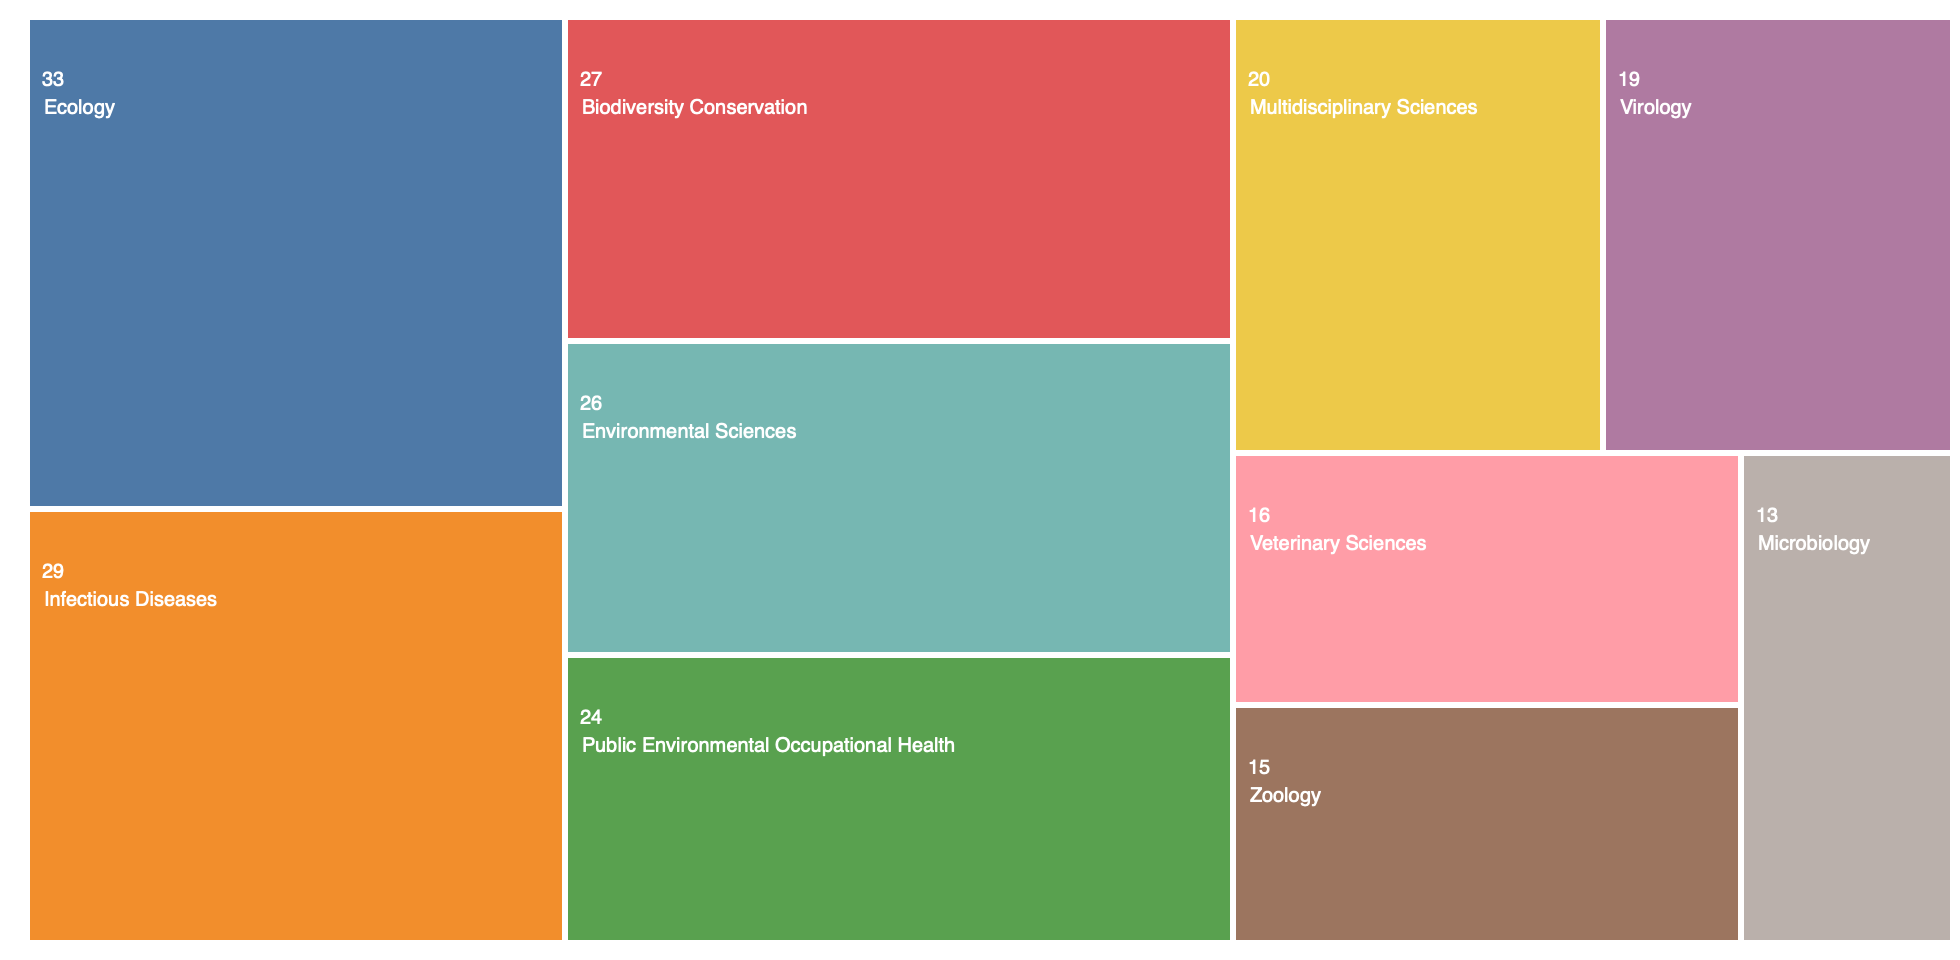 33
Ecology
29
Infectious Diseases
27
Biodiversity Conservation
26
Environmental Sciences
24
Public Environmental Occupational Health
20
Multidisciplinary Sciences
19
Virology
16
Veterinary Sciences
15
Zoology
13
Microbiology